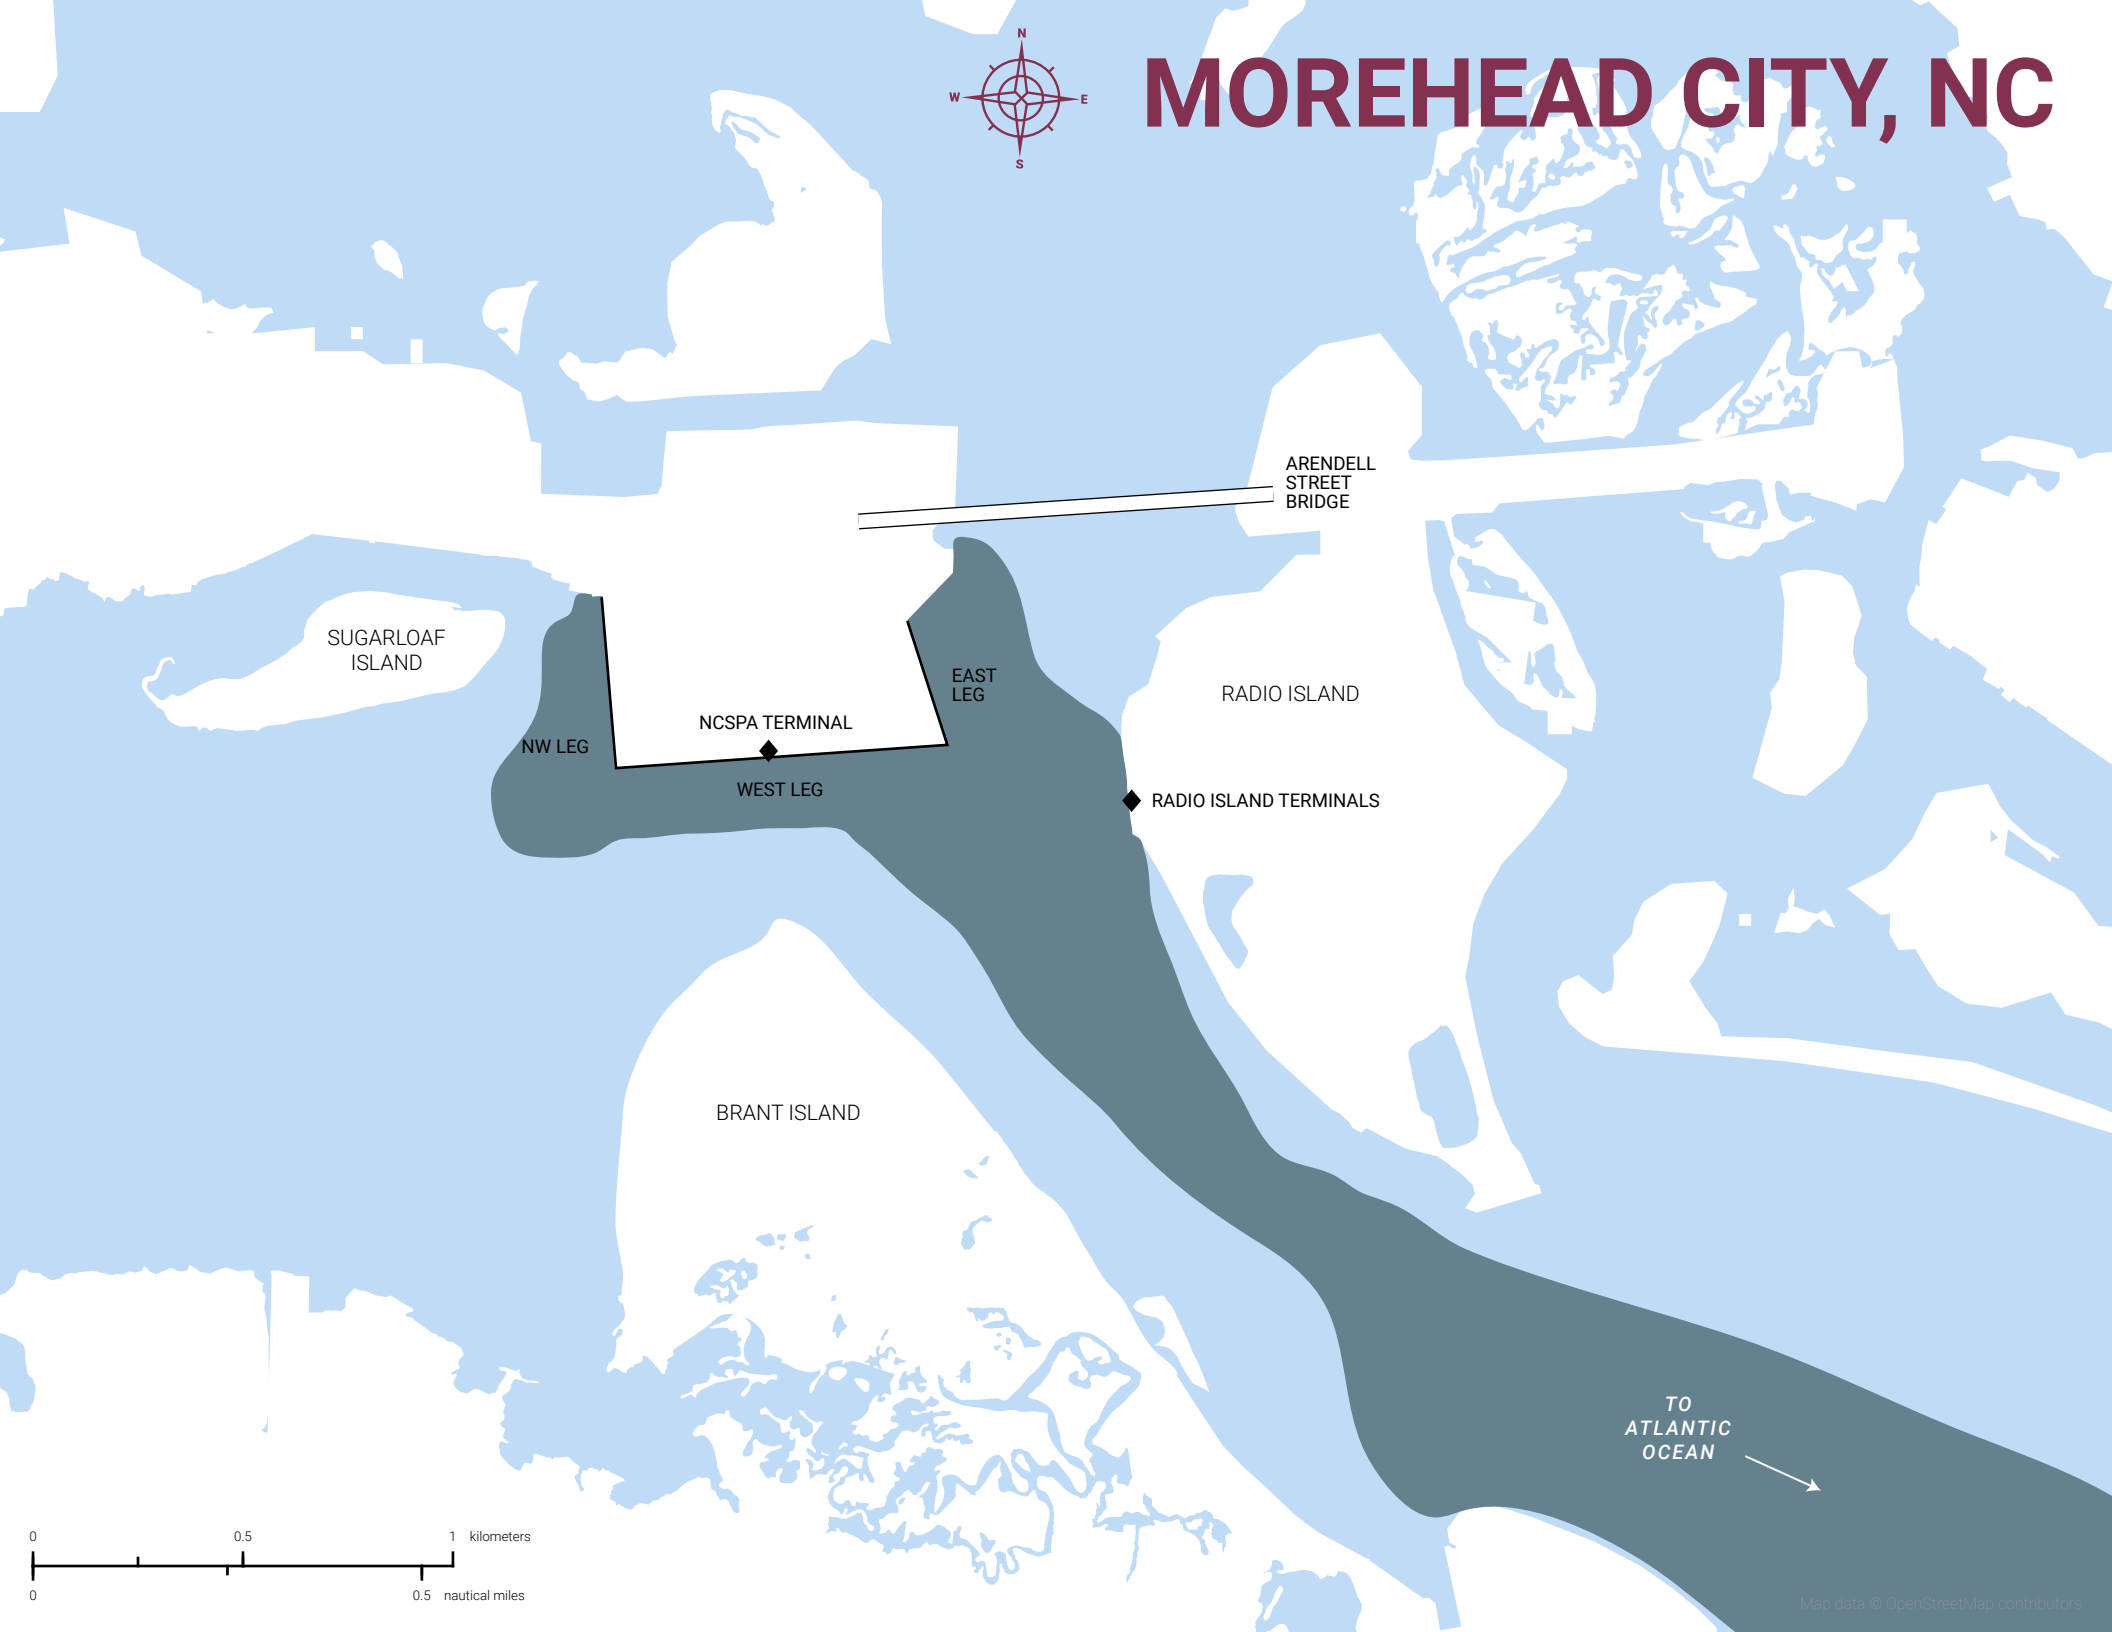 MOREHEAD CITY, NC
N
W
E
S
ARENDELL
STREET
BRIDGE
SUGARLOAF
ISLAND
EAST
LEG
RADIO ISLAND
NCSPA TERMINAL
NW LEG
WEST LEG
RADIO ISLAND TERMINALS
BRANT ISLAND
TO
ATLANTIC
OCEAN
0 0.5 1 kilometers
0 0.5 nautical miles
Map data © OpenStreetMap contributors